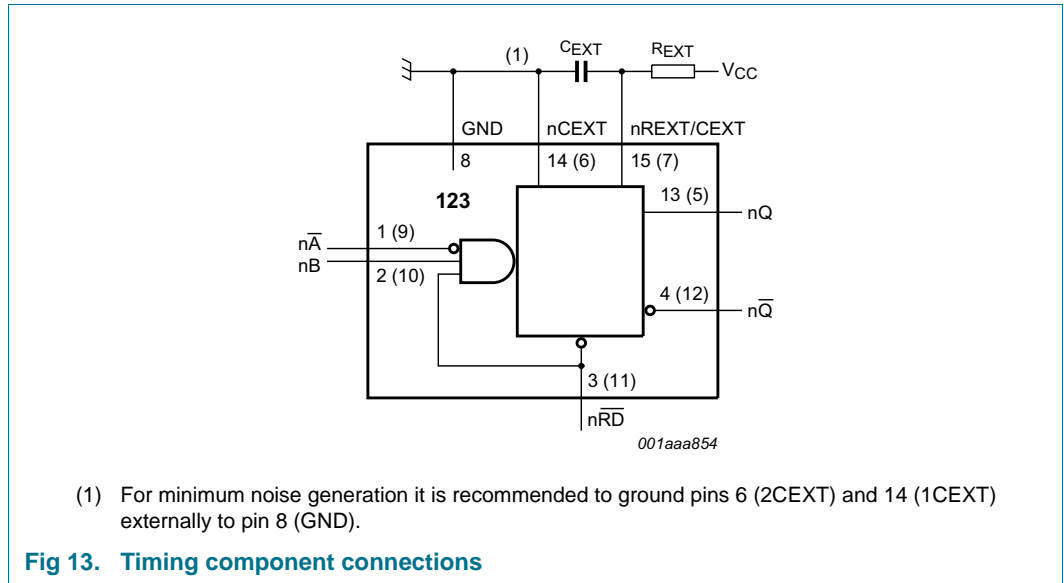 (1) CEXT REXT
VCC
GND nCEXT nREXT/CEXT
8 14 (6) 15 (7)
123
13 (5)
nQ
1 (9)
nA̅
nB
2 (10)
4 (12)
nQ̅
3 (11)
nR̅D̅
001aaa854
(1) For minimum noise generation it is recommended to ground pins 6 (2CEXT) and 14 (1CEXT)
externally to pin 8 (GND).
Fig 13. Timing component connections